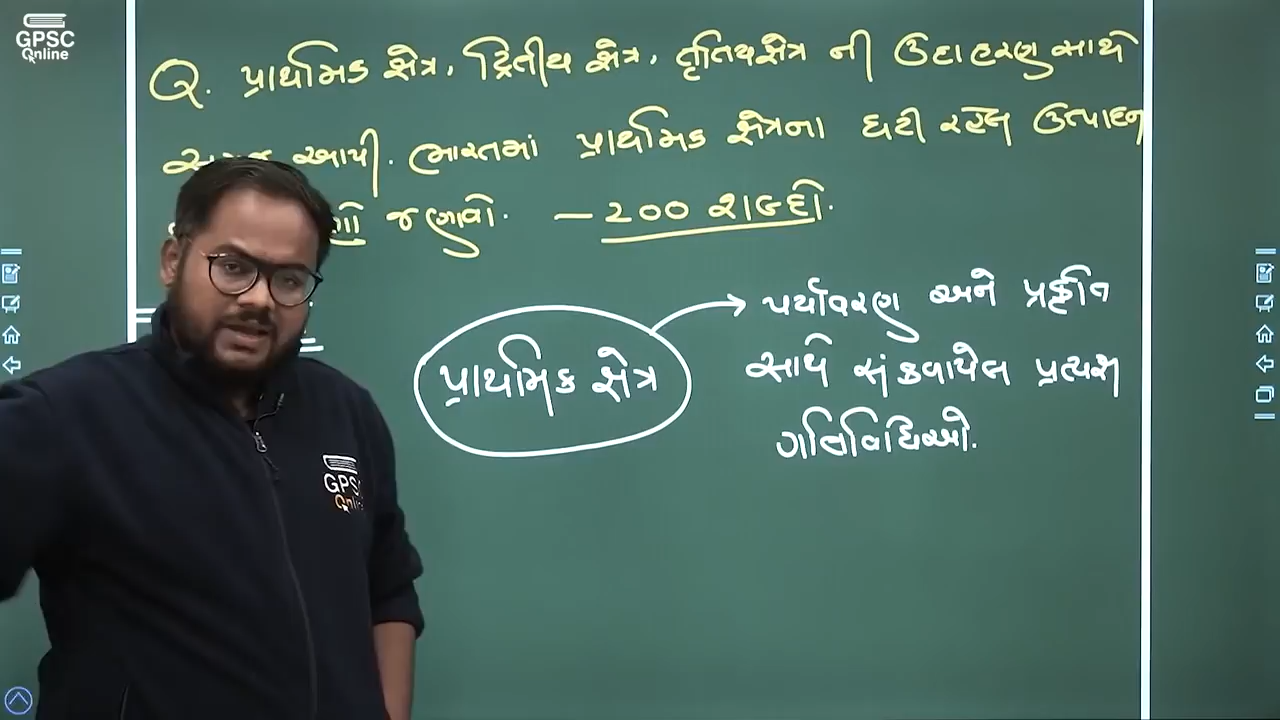 GPSC
Online
Q. પ્રાથમિક ક્ષેત્ર, દ્વિતીય ક્ષેત્ર, તૃતિય ક્ષેત્ર ની ઉદાહરણ સાથે
આપી. ભારતમાં પ્રાથમિક ક્ષેત્રના ઘટી રહેલ ઉત્પાદન
જણાવો. – 200 શબ્દો.
પ્રાથમિક ક્ષેત્ર
પર્યાવરણ અને પ્રકૃતિ
સાથે સંકળાયેલ પ્રત્યક્ષ
ગતિવિધિઓ.
GPSC
Online